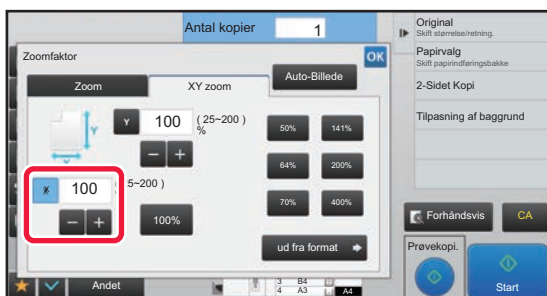 Antal kopier 1
Original
Skift størrelse/retning.
Papirvalg
Skift papirindføringsbakke
2-Sidet Kopi
Tilpasning af baggrund
Zoomfaktor
OK
Zoom
XY zoom
Auto-Billede
Y
Y 100 ( 25~200 )
%
50% 141%
64% 200%
70% 400%
X 100 5~200 )
100%
ud fra format
Forhåndsvis
CA
Prøvekopi.
Start
Andet
3 B4
4 A3
A4